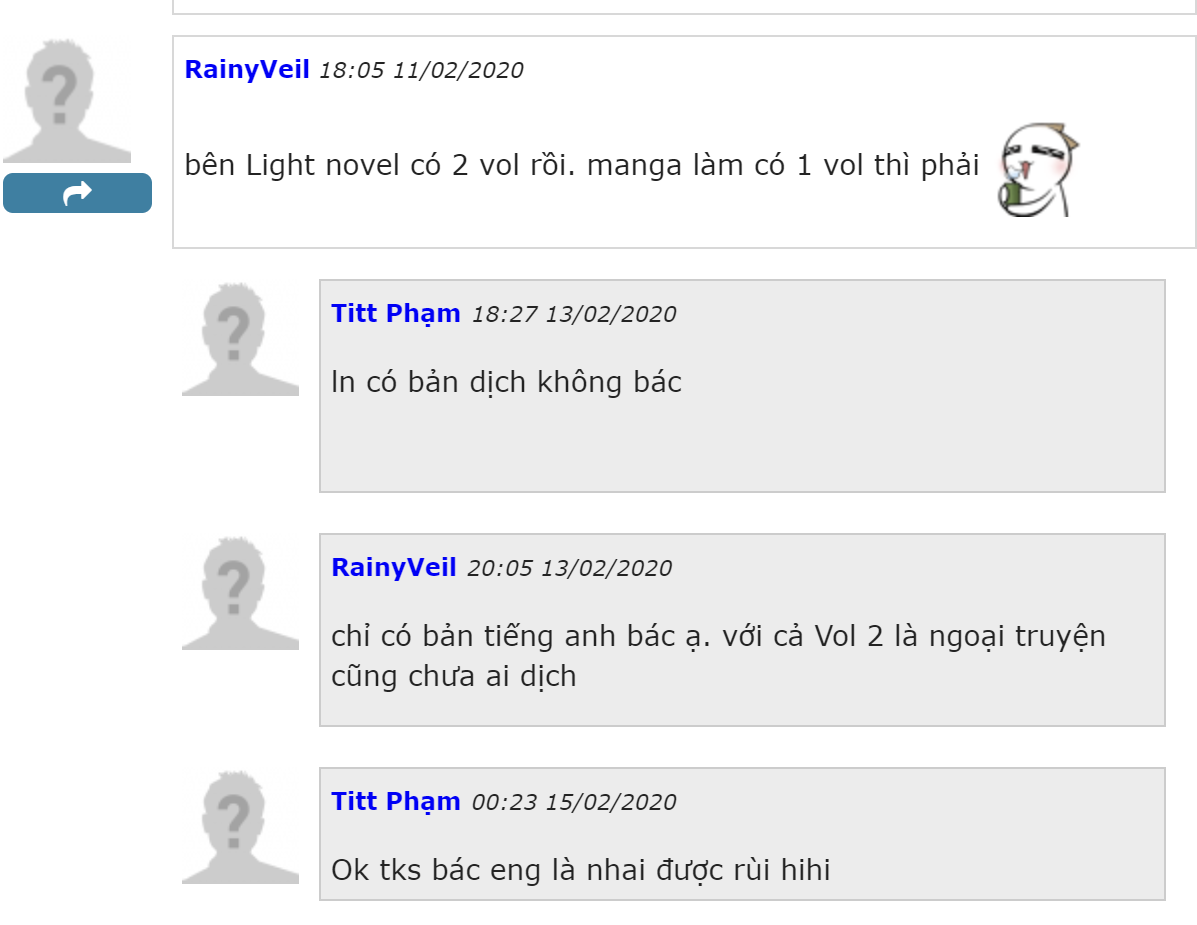 RainyVeil 18:05 11/02/2020
bên Light novel có 2 vol rồi. manga làm có 1 vol thì phải
Titt Phạm 18:27 13/02/2020
ln có bản dịch không bác
RainyVeil 20:05 13/02/2020
chỉ có bản tiếng anh bác ạ. với cả Vol 2 là ngoại truyện
cũng chưa ai dịch
Titt Phạm 00:23 15/02/2020
Ok tks bác eng là nhai được rùi hihi